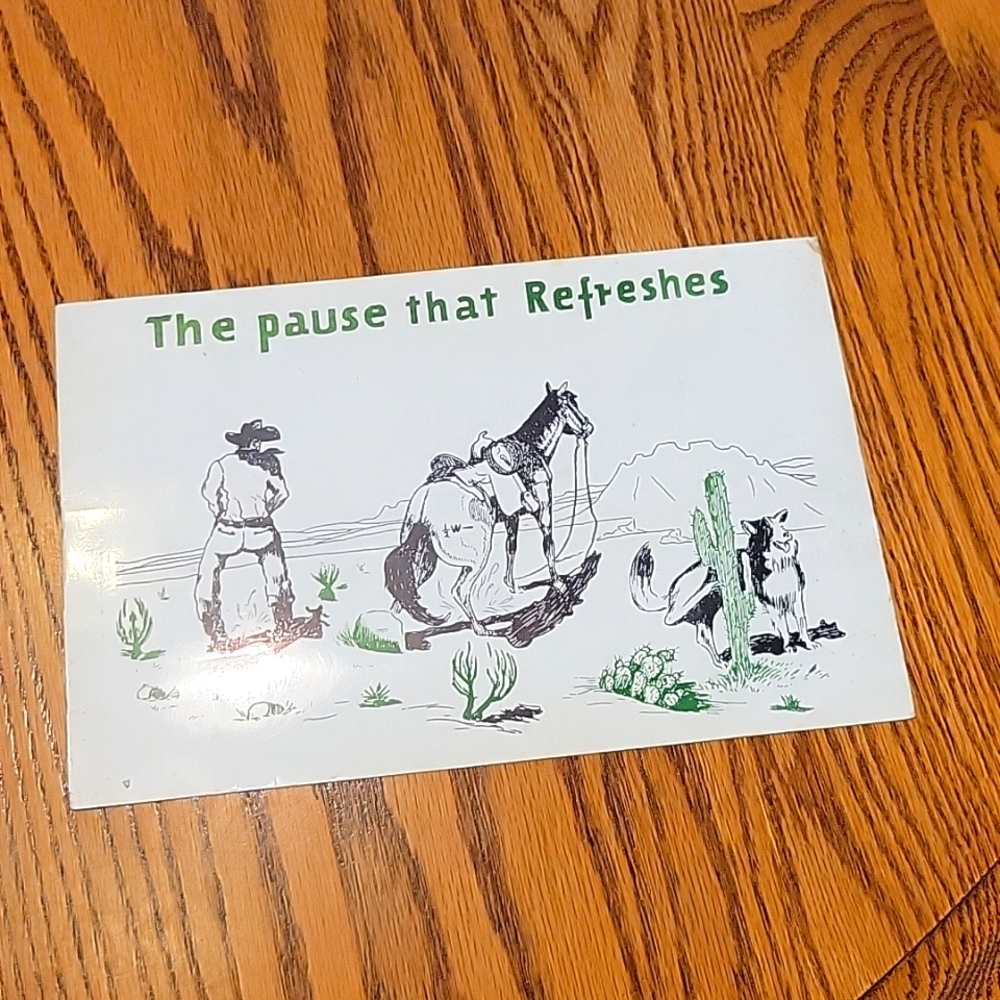 The pause that Refreshes
W